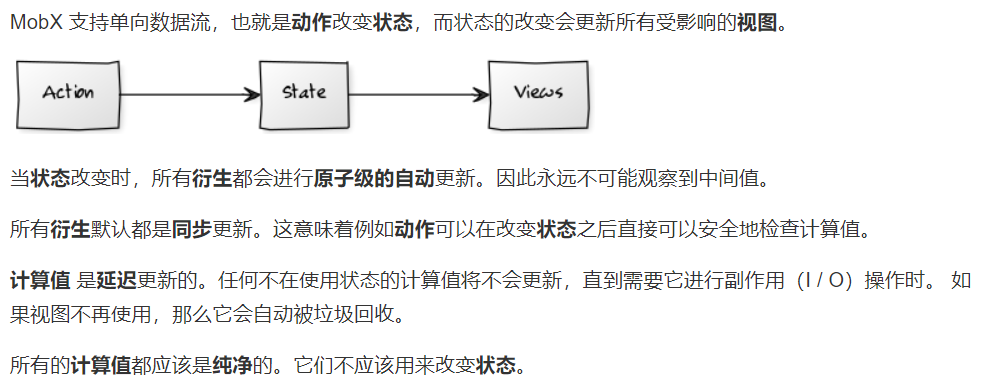 MobX 支持单向数据流，也就是动作改变状态，而状态的改变会更新所有受影响的视图。
Action State Views
当状态改变时，所有衍生都会进行原子级的自动更新。因此永远不可能观察到中间值。
所有衍生默认都是同步更新。这意味着例如动作可以在改变状态之后直接可以安全地检查计算值。
计算值 是延迟更新的。任何不在使用状态的计算值将不会更新，直到需要它进行副作用（I / O）操作时。 如
果视图不再使用，那么它会自动被垃圾回收。
所有的计算值都应该是纯净的。它们不应该用来改变状态。